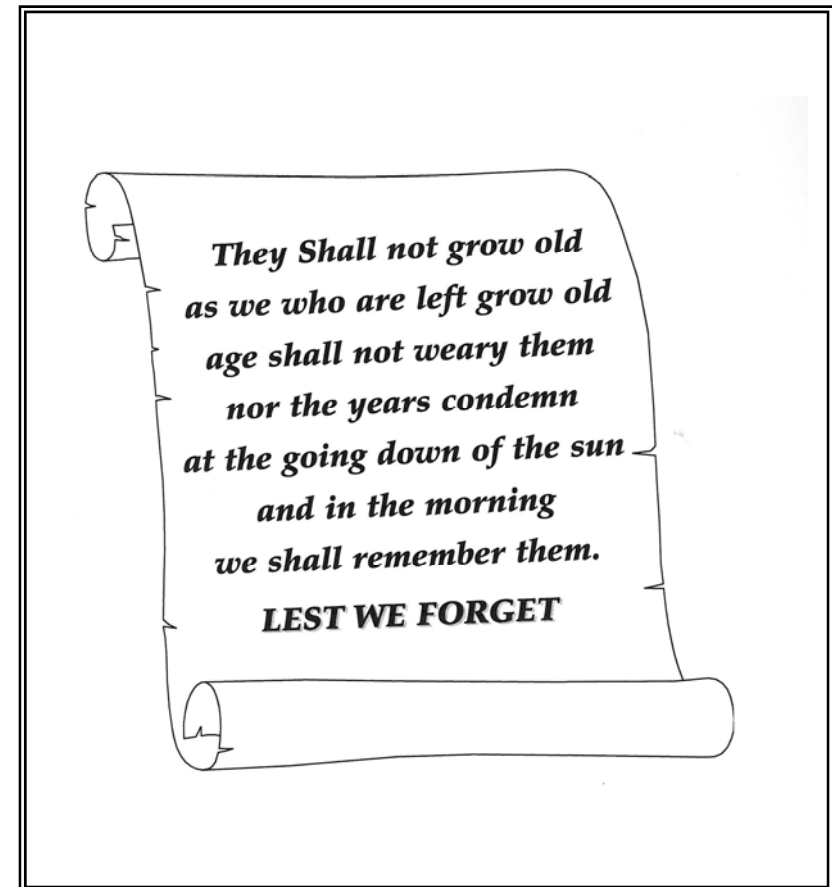 They Shall not grow old
as we who are left grow old
age shall not weary them
nor the years condemn
at the going down of the sun
and in the morning
we shall remember them.
LEST WE FORGET